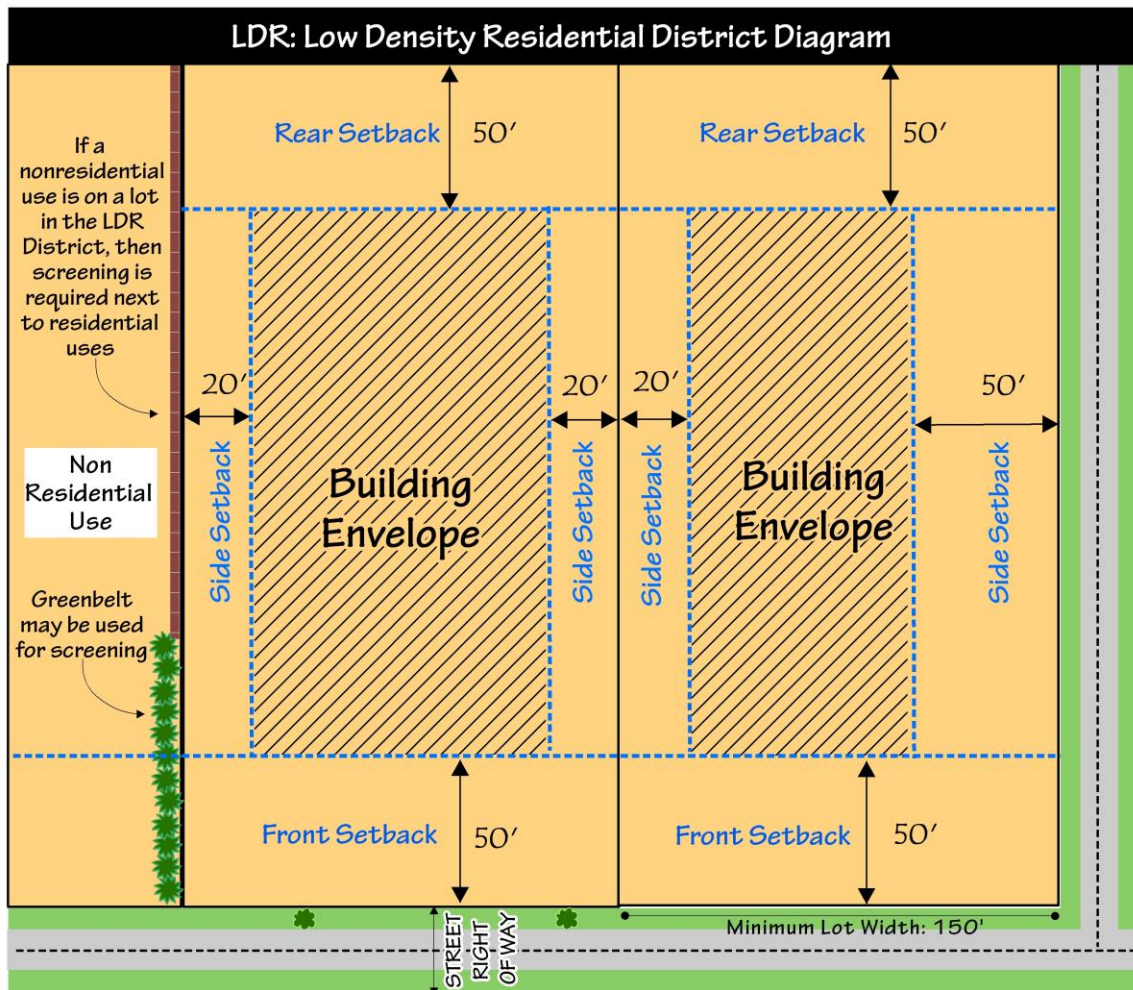 LDR: Low Density Residential District Diagram
Rear Setback
50'
Rear Setback
50'
If a
nonresidential
use is on a lot
in the LDR
District, then
screening is
required next
to residential
uses
20'
20'
20'
50'
Side Setback
Side Setback
Side Setback
Side Setback
Non
Residential
Use
Building
Envelope
Building
Envelope
Greenbelt
may be used
for screening
Front Setback
50'
Front Setback
50'
STREET
RIGHT
OF WAY
Minimum Lot Width: 150'